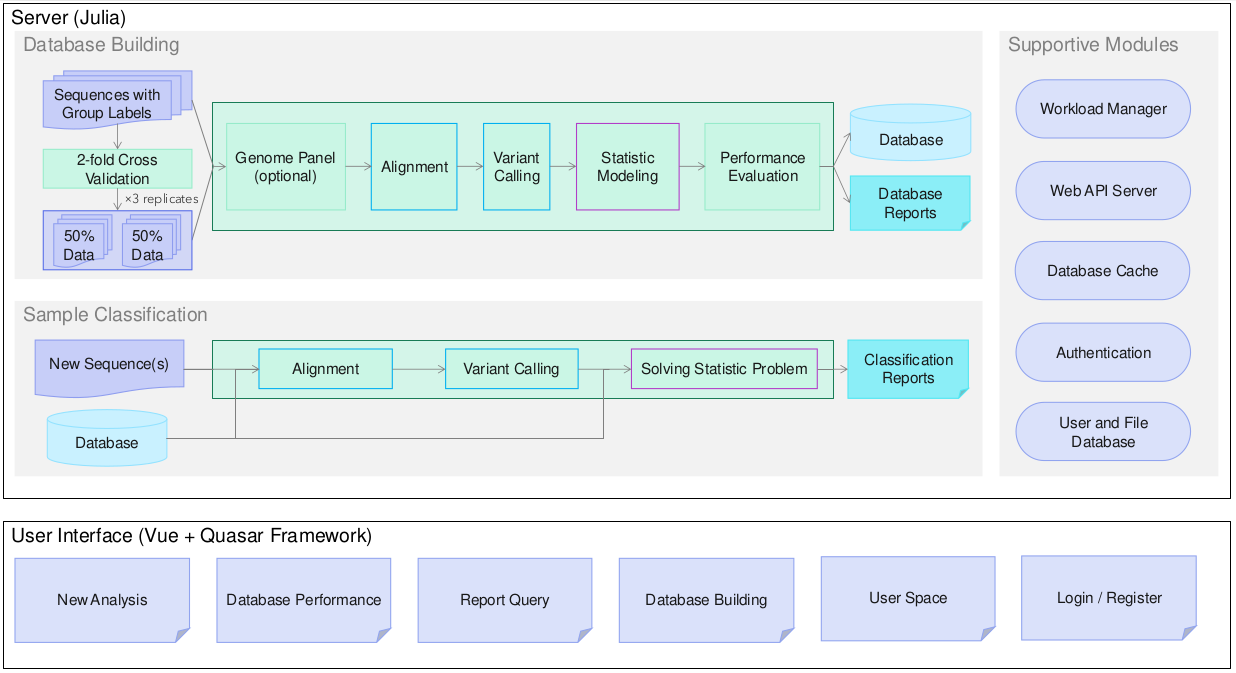 Server (Julia)
Database Building
Sequences with
Group Labels
2-fold Cross
Validation
×3 replicates
50%
Data
50%
Data
Genome Panel
(optional)
Alignment
Variant
Calling
Statistic
Modeling
Performance
Evaluation
Database
Database
Reports
Sample Classification
New Sequence(s)
Database
Alignment
Variant Calling
Solving Statistic Problem
Classification
Reports
Supportive Modules
Workload Manager
Web API Server
Database Cache
Authentication
User and File
Database
User Interface (Vue + Quasar Framework)
New Analysis
Database Performance
Report Query
Database Building
User Space
Login / Register